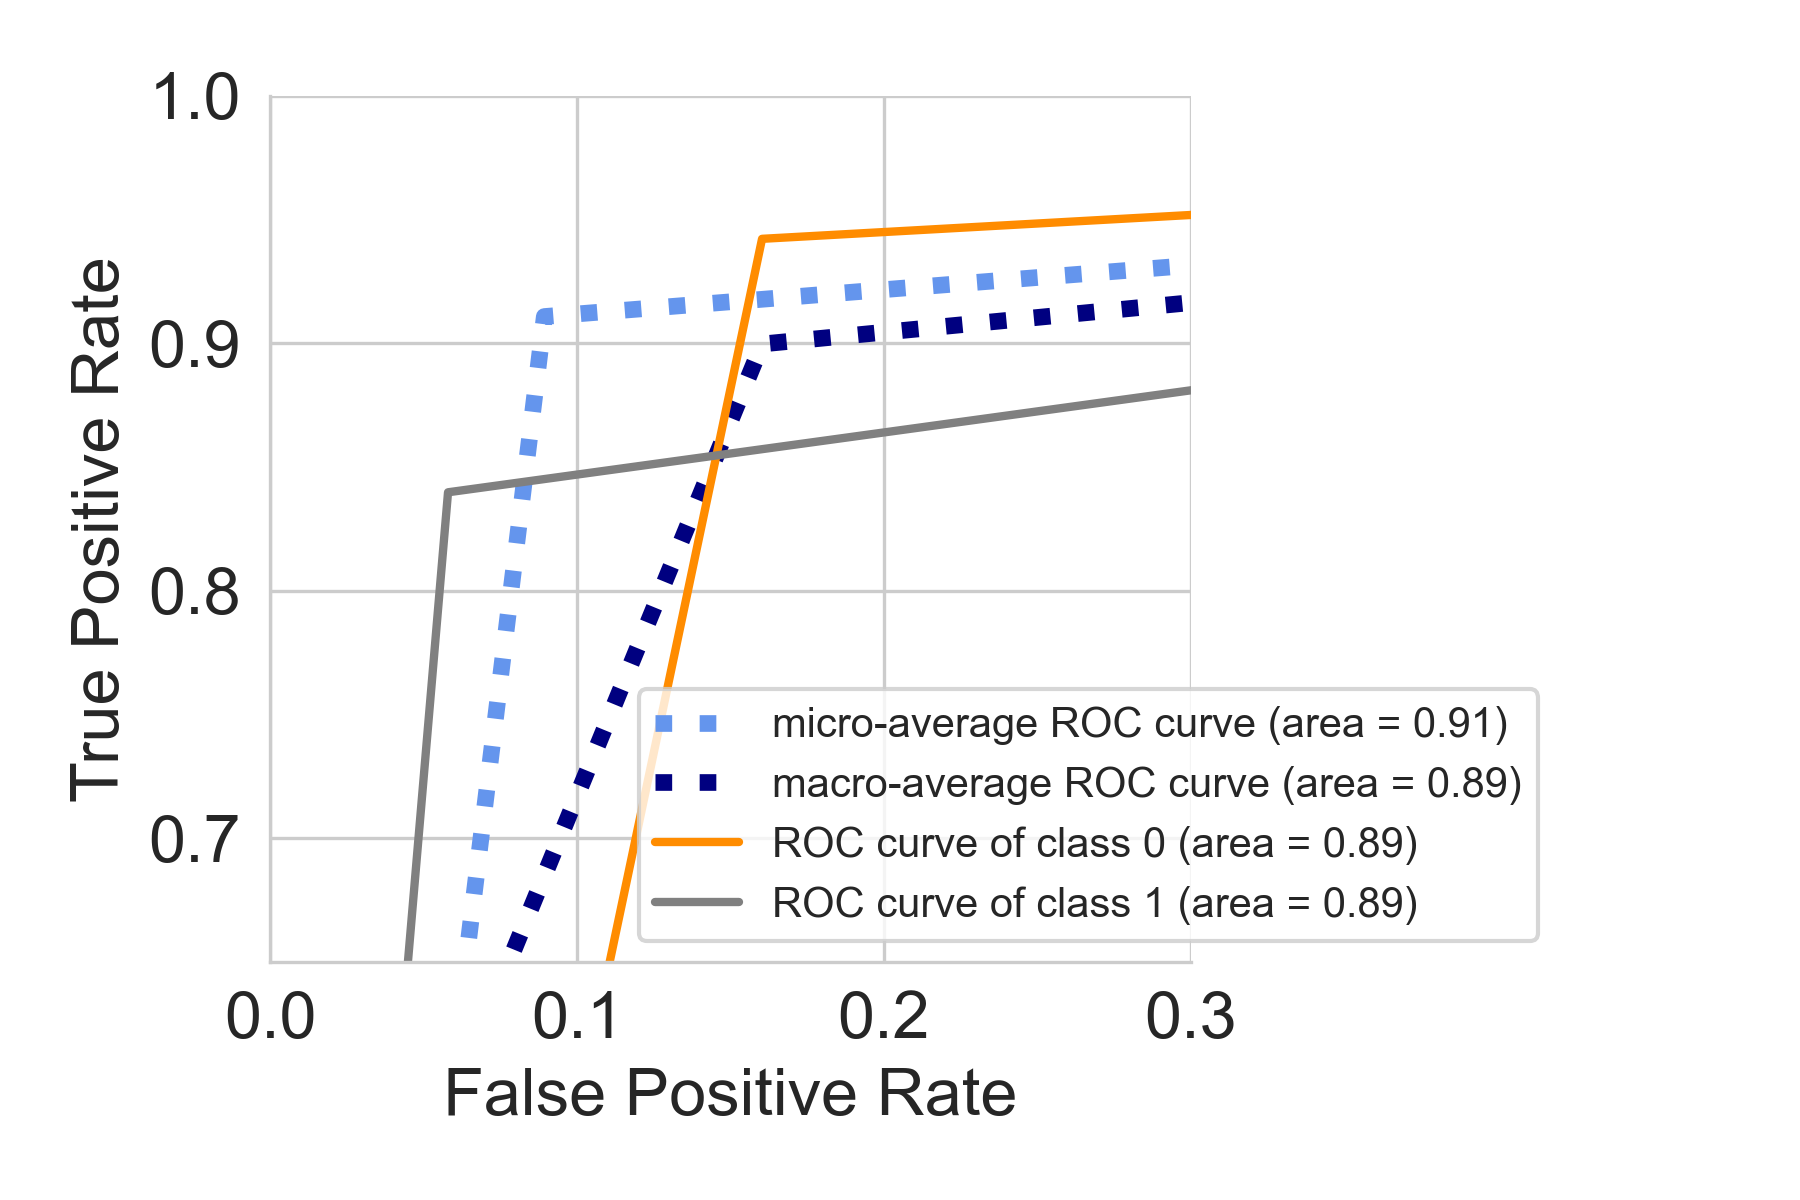 1.0
0.9
0.8
0.7
True Positive Rate
micro-average ROC curve (area = 0.91)
macro-average ROC curve (area = 0.89)
ROC curve of class 0 (area = 0.89)
ROC curve of class 1 (area = 0.89)
0.0 0.1 0.2 0.3
False Positive Rate